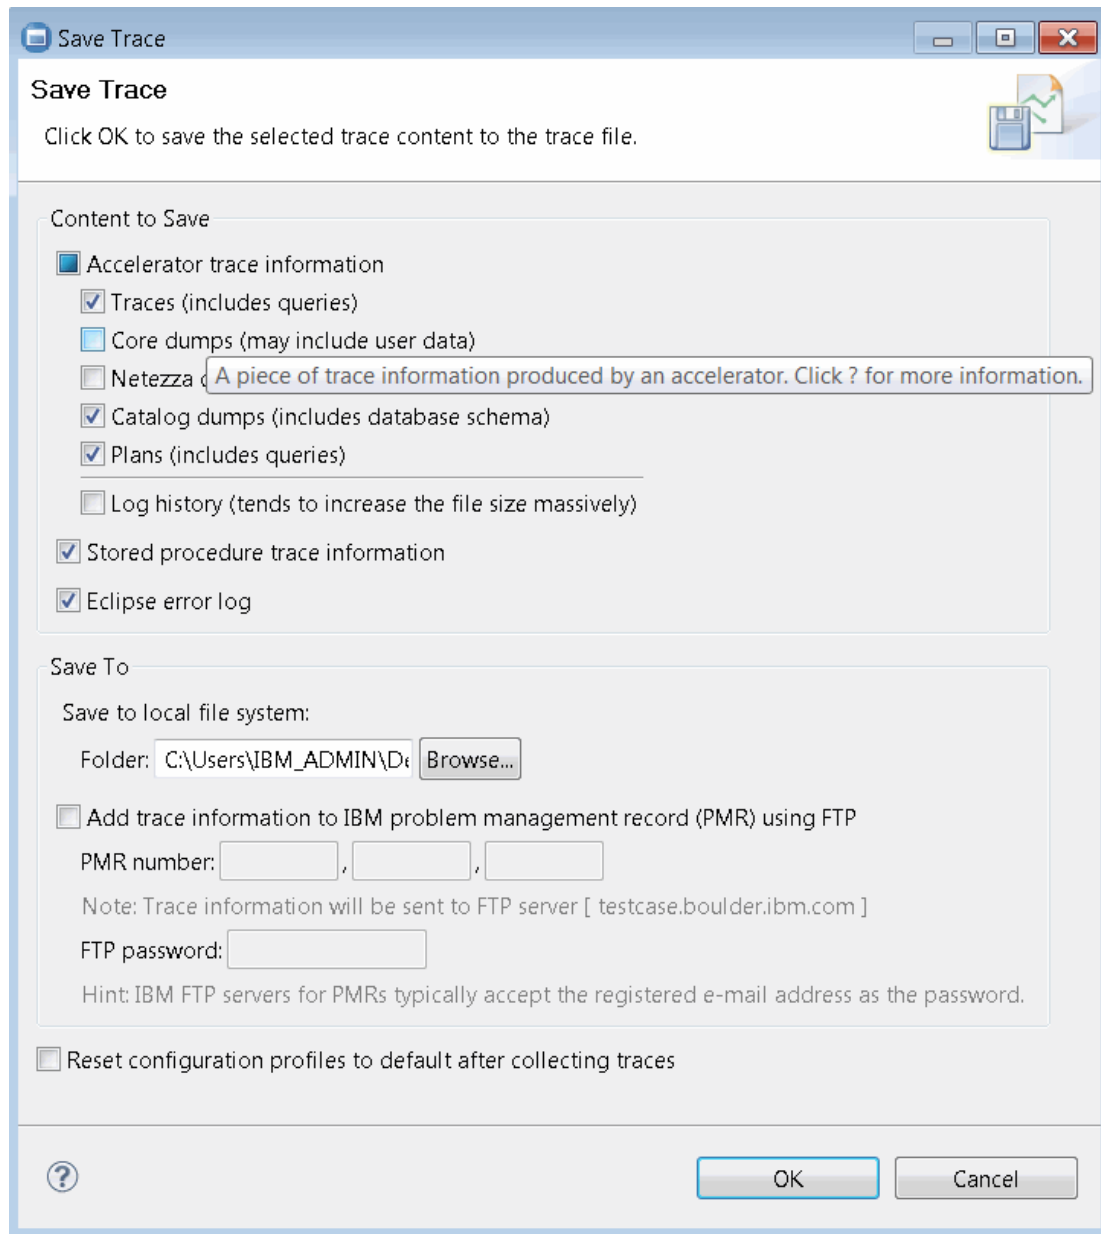 Save Trace
Save Trace
Click OK to save the selected trace content to the trace file.
Content to Save
Accelerator trace information
Traces (includes queries)
Core dumps (may include user data)
Netezza
A piece of trace information produced by an accelerator. Click ? for more information.
Catalog dumps (includes database schema)
Plans (includes queries)
Log history (tends to increase the file size massively)
Stored procedure trace information
Eclipse error log
Save To
Save to local file system:
Folder: C:\Users\IBM_ADMIN\De Browse...
Add trace information to IBM problem management record (PMR) using FTP
PMR number: , ,
Note: Trace information will be sent to FTP server [ testcase.boulder.ibm.com ]
FTP password:
Hint: IBM FTP servers for PMRs typically accept the registered e-mail address as the password.
Reset configuration profiles to default after collecting traces
? OK Cancel